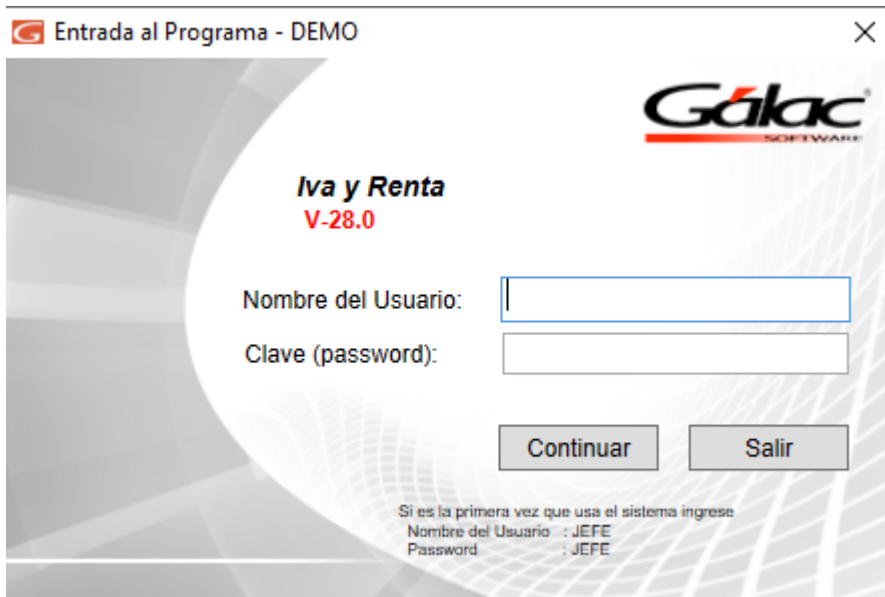 G Entrada al Programa - DEMO
Gálac
SOFTWARE
Iva y Renta
V-28.0
Nombre del Usuario:
Clave (password):
Continuar Salir
Si es la primera vez que usa el sistema ingrese
Nombre del Usuario : JEFE
Password : JEFE